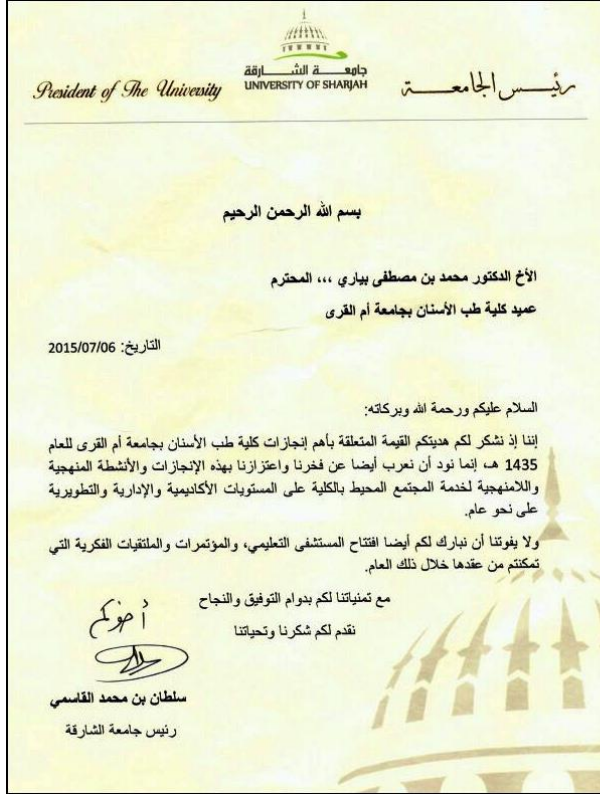 جامعة الشارقة
UNIVERSITY OF SHARJAH
President of The University
رئيس الجامعة
بسم الله الرحمن الرحيم
الأخ الدكتور محمد بن مصطفى بياري ،،، المحترم
عميد كلية طب الأسنان بجامعة أم القرى
التاريخ: 2015/07/06
السلام عليكم ورحمة الله وبركاته:
إننا إذ نشكر لكم هديتكم القيمة المتعلقة بأهم إنجازات كلية طب الأسنان بجامعة أم القرى للعام
1435 هـ، إنما نود أن نعرب أيضا عن فخرنا واعتزازنا بهذه الإنجازات والأنشطة المنهجية
واللامنهجية لخدمة المجتمع المحيط بالكلية على المستويات الأكاديمية والإدارية والتطويرية
على نحو عام.
ولا يفوتنا أن نبارك لكم أيضا افتتاح المستشفى التعليمي، والمؤتمرات والملتقيات الفكرية التي
تمكنتم من عقدها خلال ذلك العام.
مع تمنياتنا لكم بدوام التوفيق والنجاح
نقدم لكم شكرنا وتحياتنا
أخوكم
سلطان بن محمد القاسمي
رئيس جامعة الشارقة